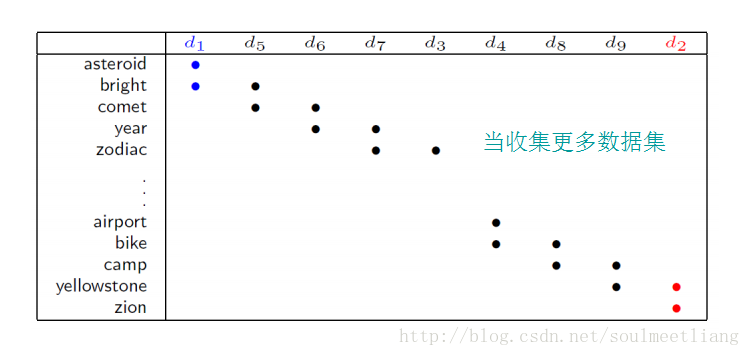 d1 d5 d6 d7 d3 d4 d8 d9 d2
asteroid
bright
comet
year
zodiac
当收集更多数据集
.
.
.
airport
bike
camp
yellowstone
zion
http://blog.csdn.net/soulmeetliang